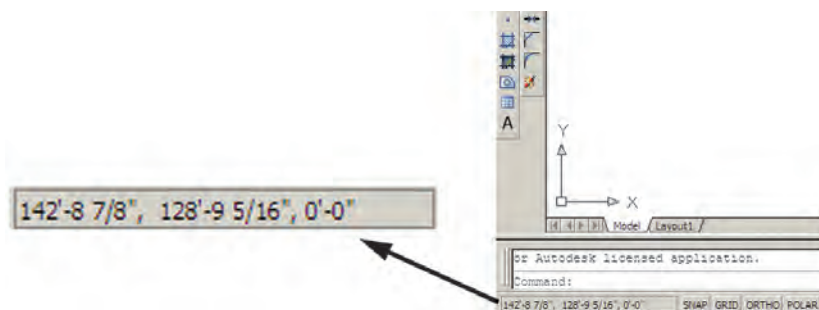 A
Y
X
142'-8 7/8", 128'-9 5/16", 0'-0"
Model / Layout1 /
or Autodesk licensed application.
Command:
142'-8 7/8", 128'-9 5/16", 0'-0" SNAP GRID ORTHO POLAR